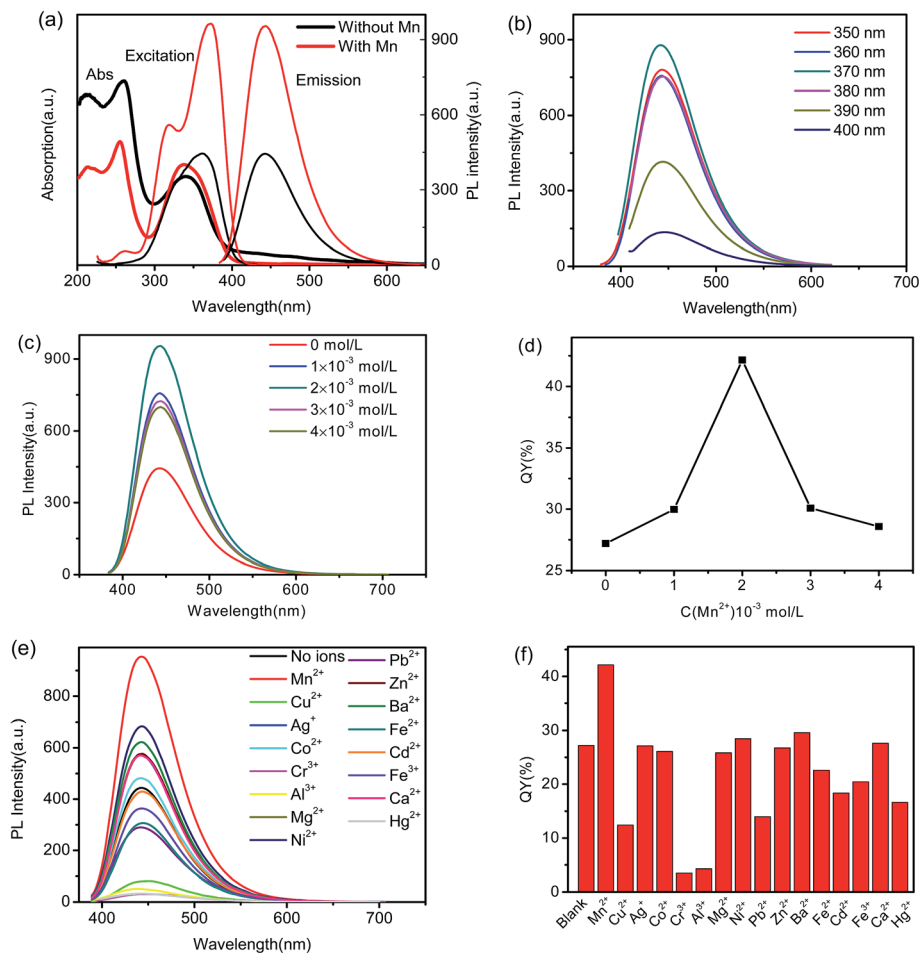 (a)
Without Mn
With Mn
Excitation
Abs
Emission
Absorption(a.u.)
PL intensity(a.u.)
900
600
300
0
200 300 400 500 600
Wavelength(nm)
(b)
350 nm
360 nm
370 nm
380 nm
390 nm
400 nm
PL Intensity(a.u.)
900
600
300
0
400 500 600 700
Wavelength(nm)
(c)
0 mol/L
1×10⁻³ mol/L
2×10⁻³ mol/L
3×10⁻³ mol/L
4×10⁻³ mol/L
PL Intensity(a.u.)
900
600
300
0
400 500 600 700
Wavelength(nm)
(d)
QY(%)
40
35
30
25
0 1 2 3 4
C(Mn²⁺)10⁻³ mol/L
(e)
No ions
Mn²⁺
Cu²⁺
Ag⁺
Co²⁺
Cr³⁺
Al³⁺
Mg²⁺
Ni²⁺
Pb²⁺
Zn²⁺
Ba²⁺
Fe²⁺
Cd²⁺
Fe³⁺
Ca²⁺
Hg²⁺
PL Intensity(a.u.)
800
600
400
200
0
400 500 600 700
Wavelength(nm)
(f)
QY(%)
40
30
20
10
0
Blank Mn²⁺ Cu²⁺ Ag⁺ Co²⁺ Cr³⁺ Al³⁺ Mg²⁺ Ni²⁺ Pb²⁺ Zn²⁺ Ba²⁺ Fe²⁺ Cd²⁺ Fe³⁺ Ca²⁺ Hg²⁺